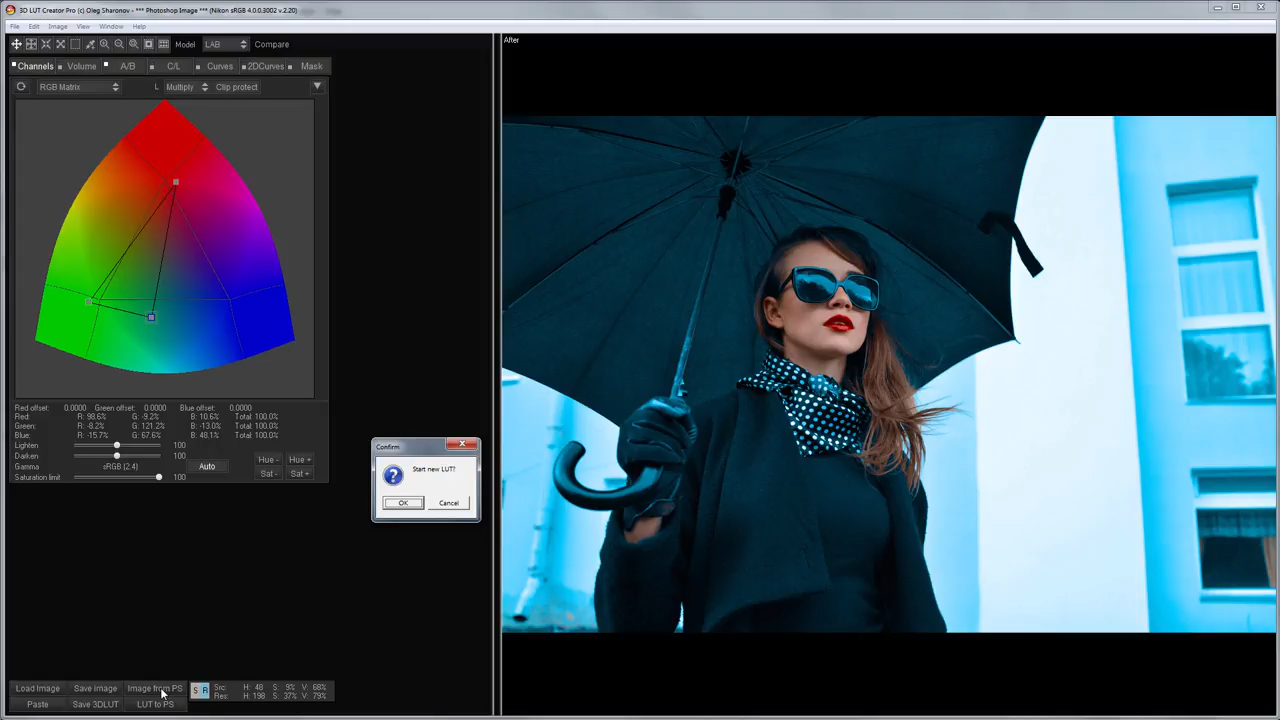 3D LUT Creator Pro (c) Oleg Sharonov - *** Photoshop Image *** (Nikon sRGB 4.0.0.3002 v.2.20)
File Edit Image View Window Help
Model LAB Compare
After
Channels Volume A/B C/L Curves 2DCurves Mask
RGB Matrix L Multiply Clip protect
Red offset: 0.0000 Green offset: 0.0000 Blue offset: 0.0000
Red: R: 98.6% G: -9.2% B: 10.6% Total: 100.0%
Green: R: -8.2% G: 121.2% B: -13.0% Total: 100.0%
Blue: R: -15.7% G: 67.6% B: 48.1% Total: 100.0%
Lighten 100
Darken 100
Gamma sRGB (2.4) Auto Hue - Hue +
Saturation limit 100 Sat - Sat +
Confirm
Start new LUT?
OK Cancel
Load Image Save image Image from PS S R Src: H: 48 S: 9% V: 68%
Paste Save 3DLUT LUT to PS Res: H: 198 S: 37% V: 79%